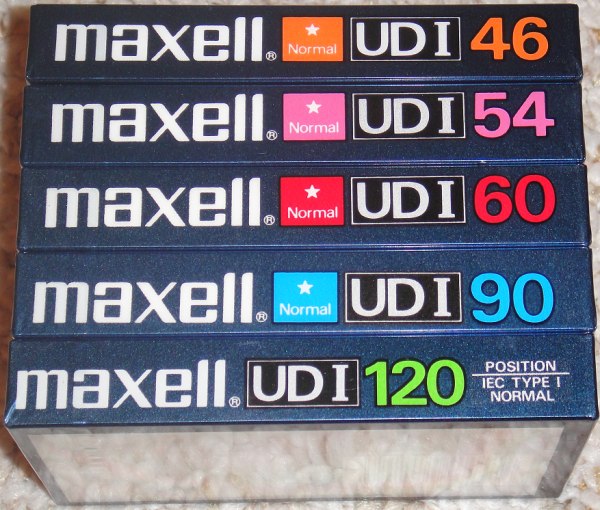 maxell® ★ Normal UD I 46
maxell® ★ Normal UD I 54
maxell® ★ Normal UD I 60
maxell® ★ Normal UD I 90
maxell® UD I 120 POSITION
IEC TYPE I
NORMAL